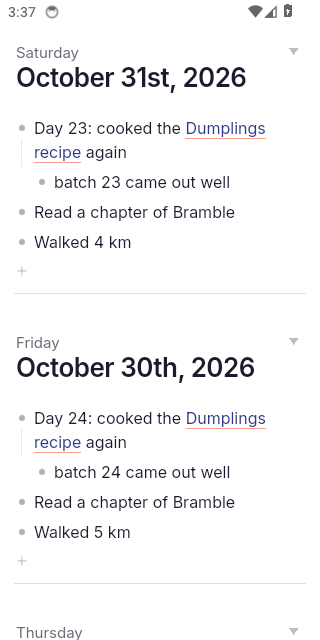 3:37
Saturday
October 31st, 2026
Day 23: cooked the Dumplings
recipe again
batch 23 came out well
Read a chapter of Bramble
Walked 4 km
+
Friday
October 30th, 2026
Day 24: cooked the Dumplings
recipe again
batch 24 came out well
Read a chapter of Bramble
Walked 5 km
+
Thursday